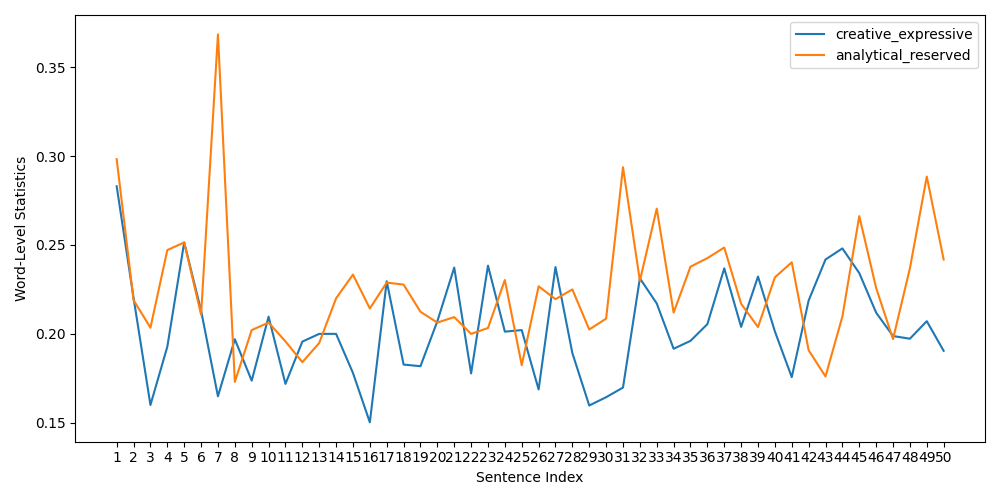 creative_expressive
analytical_reserved
0.35
0.30
0.25
0.20
0.15
Word-Level Statistics
1 2 3 4 5 6 7 8 9 10 11 12 13 14 15 16 17 18 19 20 21 22 23 24 25 26 27 28 29 30 31 32 33 34 35 36 37 38 39 40 41 42 43 44 45 46 47 48 49 50
Sentence Index